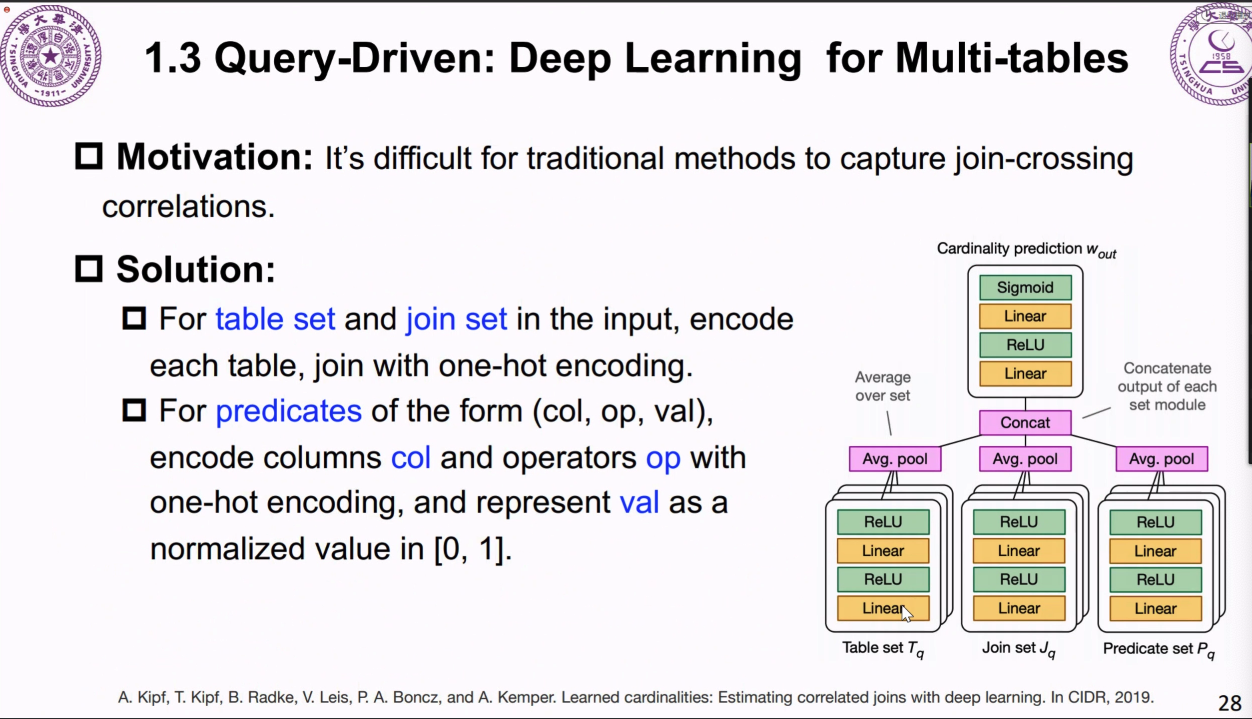 1.3 Query-Driven: Deep Learning for Multi-tables
TSINGHUA UNIVERSITY
-1911-
1958
Motivation: It's difficult for traditional methods to capture join-crossing
correlations.
Solution:
For table set and join set in the input, encode
each table, join with one-hot encoding.
For predicates of the form (col, op, val),
encode columns col and operators op with
one-hot encoding, and represent val as a
normalized value in [0, 1].
Cardinality prediction w_out
Sigmoid
Linear
ReLU
Linear
Average
over set
Concatenate
output of each
set module
Concat
Avg. pool Avg. pool Avg. pool
ReLU ReLU ReLU
Linear Linear Linear
ReLU ReLU ReLU
Linear Linear Linear
Table set T_q Join set J_q Predicate set P_q
A. Kipf, T. Kipf, B. Radke, V. Leis, P. A. Boncz, and A. Kemper. Learned cardinalities: Estimating correlated joins with deep learning. In CIDR, 2019.
28